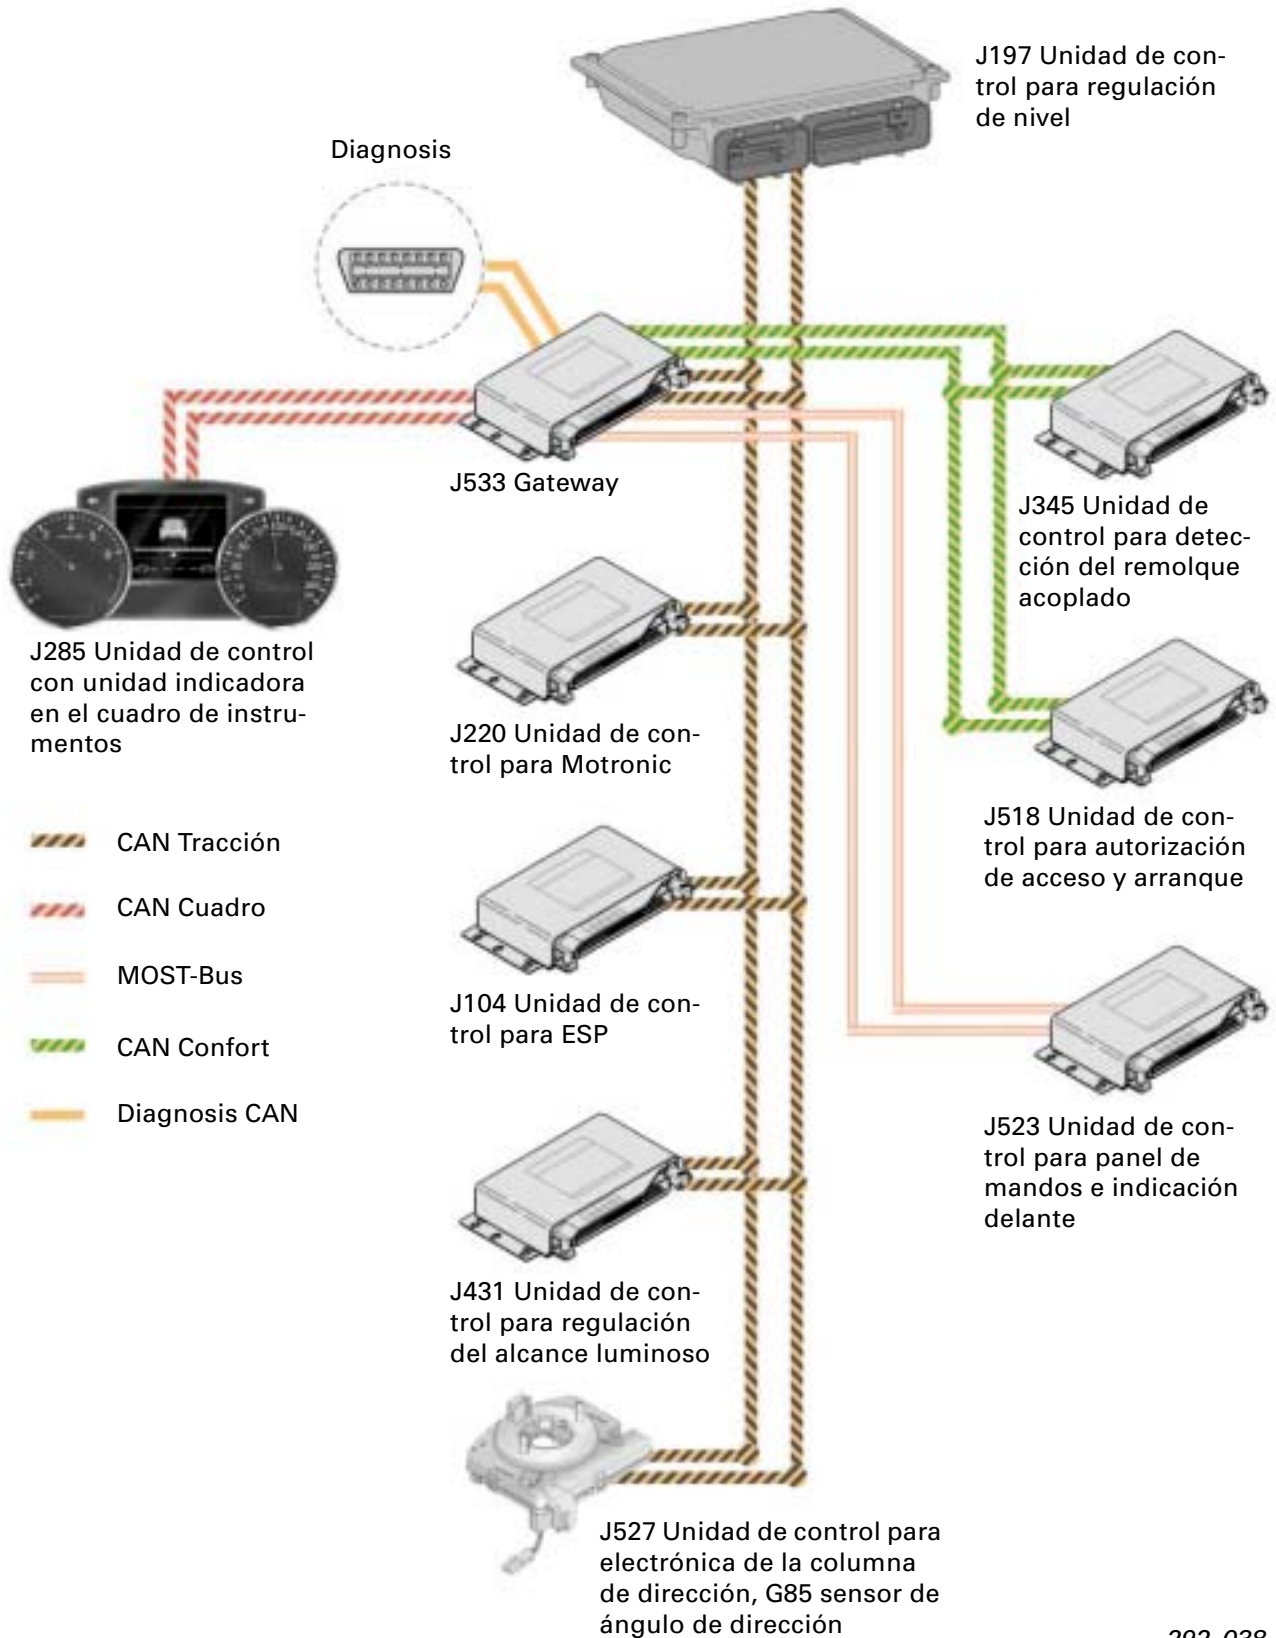 J197 Unidad de con-
trol para regulación
de nivel
Diagnosis
J533 Gateway
J345 Unidad de
control para detec-
ción del remolque
acoplado
J285 Unidad de control
con unidad indicadora
en el cuadro de instru-
mentos
J220 Unidad de con-
trol para Motronic
J518 Unidad de con-
trol para autorización
de acceso y arranque
CAN Tracción
CAN Cuadro
MOST-Bus
CAN Confort
Diagnosis CAN
J104 Unidad de con-
trol para ESP
J523 Unidad de con-
trol para panel de
mandos e indicación
delante
J431 Unidad de con-
trol para regulación
del alcance luminoso
J527 Unidad de control para
electrónica de la columna
de dirección, G85 sensor de
ángulo de dirección
292_038